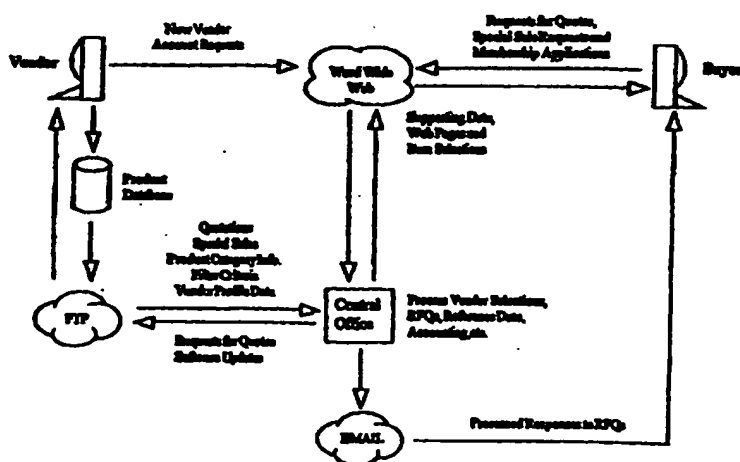 New Vendor
Account Requests
Requests for Quotes,
Special Sale Requests and
Membership Applications
Vendor
World Wide
Web
Buyer
Supporting Data,
Web Pages and
Item Selections
Product
Database
Quotations
Special Sales
Product Category Info.
Filter Criteria
Vendor Profile Data
FTP
Central
Office
Process Vendor Selections,
RFQs, Reference Data,
Accounting, etc.
Requests for Quotes
Software Updates
EMAIL
Processed Responses to RFQs